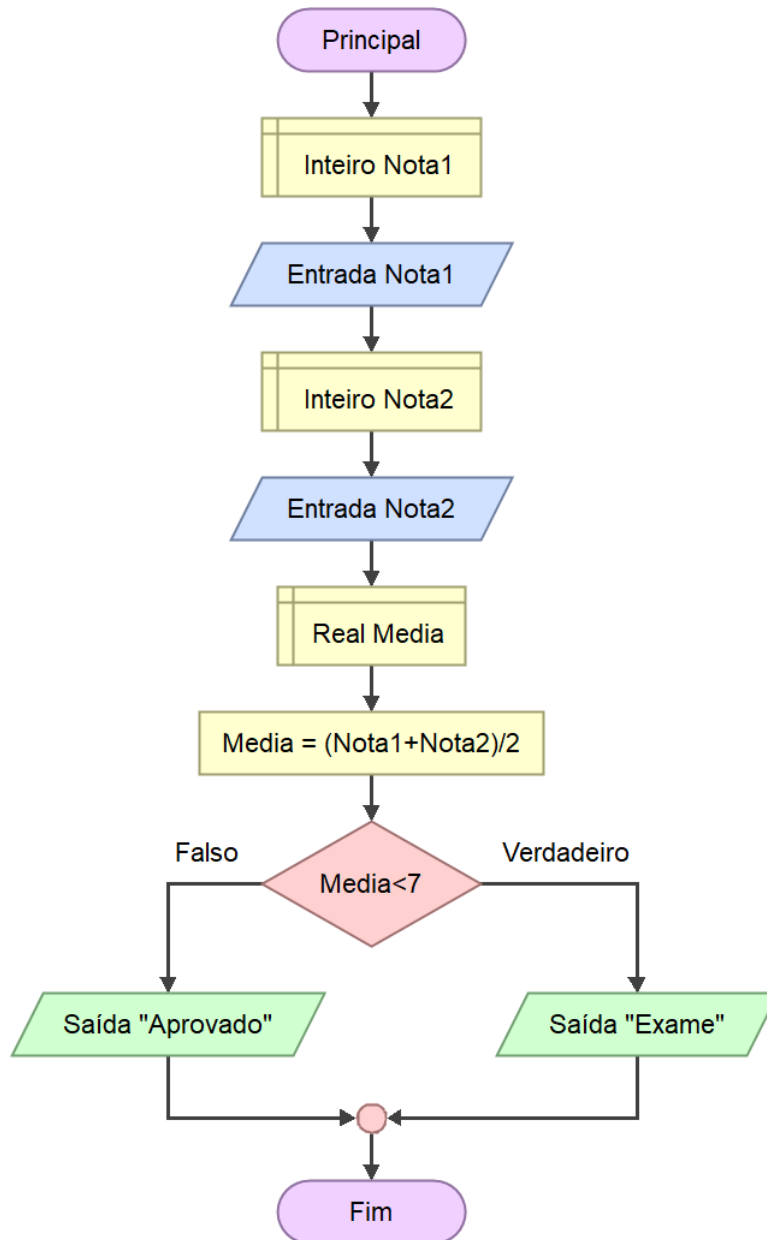 Principal
Inteiro Nota1
Entrada Nota1
Inteiro Nota2
Entrada Nota2
Real Media
Media = (Nota1+Nota2)/2
Falso
Verdadeiro
Media<7
Saída "Aprovado"
Saída "Exame"
Fim